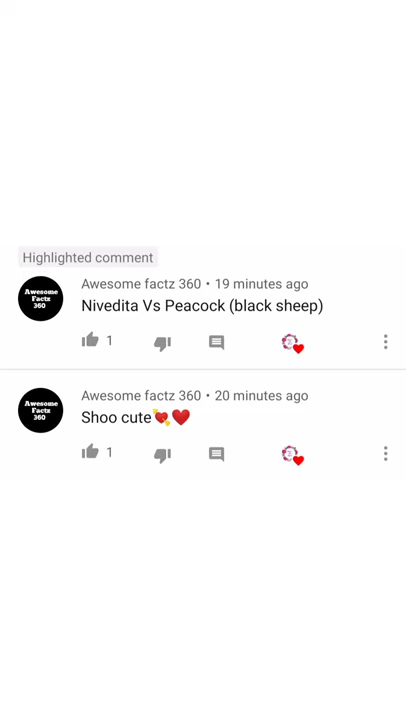 Highlighted comment
Awesome factz 360 • 19 minutes ago
Awesome
Factz
360
Nivedita Vs Peacock (black sheep)
1
Awesome factz 360 • 20 minutes ago
Awesome
Factz
360
Shoo cute💘❤️
1